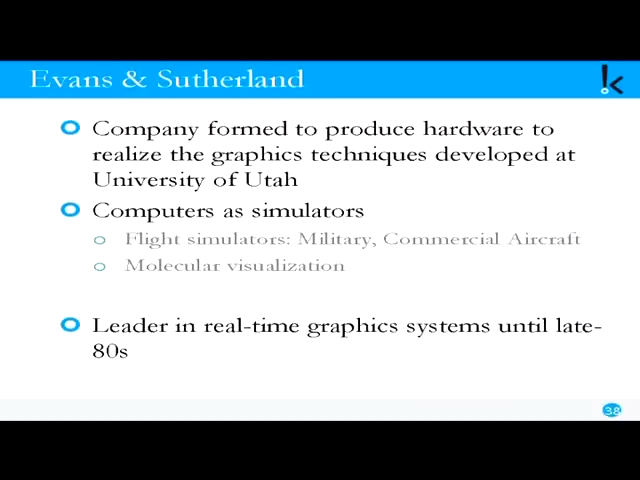 Evans & Sutherland
Company formed to produce hardware to
realize the graphics techniques developed at
University of Utah
Computers as simulators
Flight simulators: Military, Commercial Aircraft
Molecular visualization
Leader in real-time graphics systems until late-
80s
38